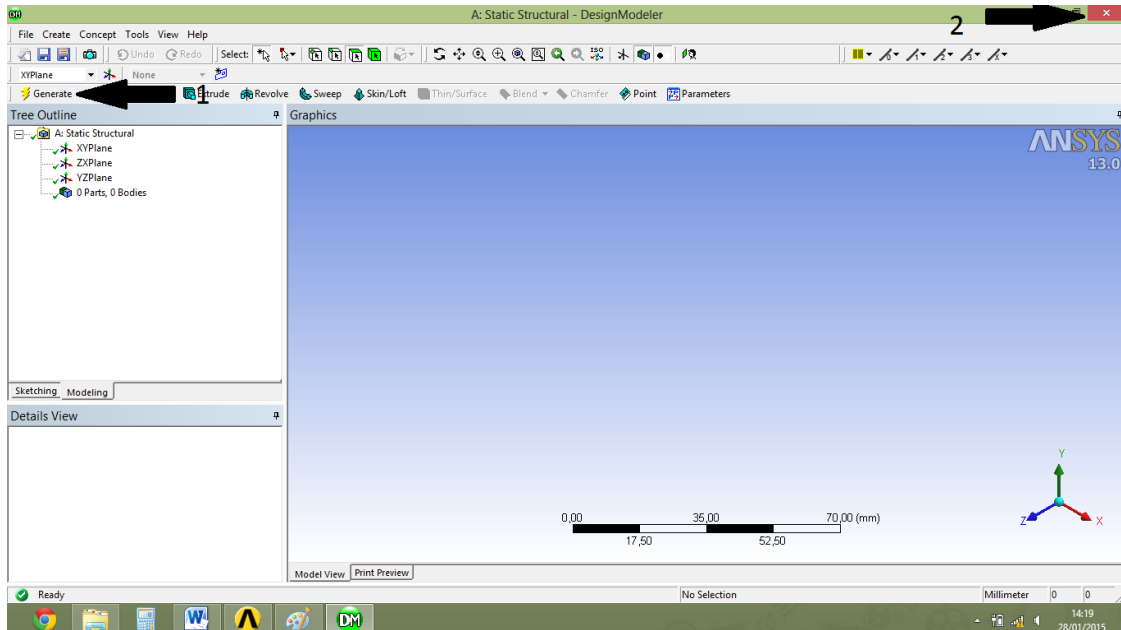 DM A: Static Structural - DesignModeler
2
File Create Concept Tools View Help
Undo Redo Select: ISO
XYPlane None
Generate 1 Extrude Revolve Sweep Skin/Loft Thin/Surface Blend Chamfer Point Parameters
Tree Outline Graphics
A: Static Structural
XYPlane
ZXPlane
YZPlane
0 Parts, 0 Bodies
ANSYS
13.0
Sketching Modeling
Details View
Y
Z X
0,00 35,00 70,00 (mm)
17,50 52,50
Model View Print Preview
Ready No Selection Millimeter 0 0
W DM
14:19
28/01/2015